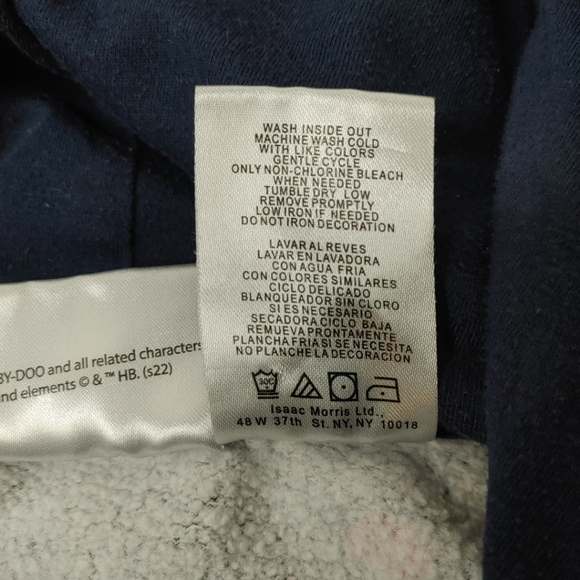 WASH INSIDE OUT
MACHINE WASH COLD
WITH LIKE COLORS
GENTLE CYCLE
ONLY NON-CHLORINE BLEACH
WHEN NEEDED
TUMBLE DRY LOW
REMOVE PROMPTLY
LOW IRON IF NEEDED
DO NOT IRON DECORATION
LAVAR AL REVES
LAVAR EN LAVADORA
CON AGUA FRIA
CON COLORES SIMILARES
CICLO DELICADO
BLANQUEADOR SIN CLORO
SI ES NECESARIO
SECADORA CICLO BAJA
REMUEVA PRONTAMENTE
PLANCHA FRIA SI SE NECESITA
NO PLANCHE LA DECORACION
30C
Isaac Morris Ltd.,
48 W 37th St. NY, NY 10018
BY-DOO and all related characters
and elements © & ™ HB. (s22)